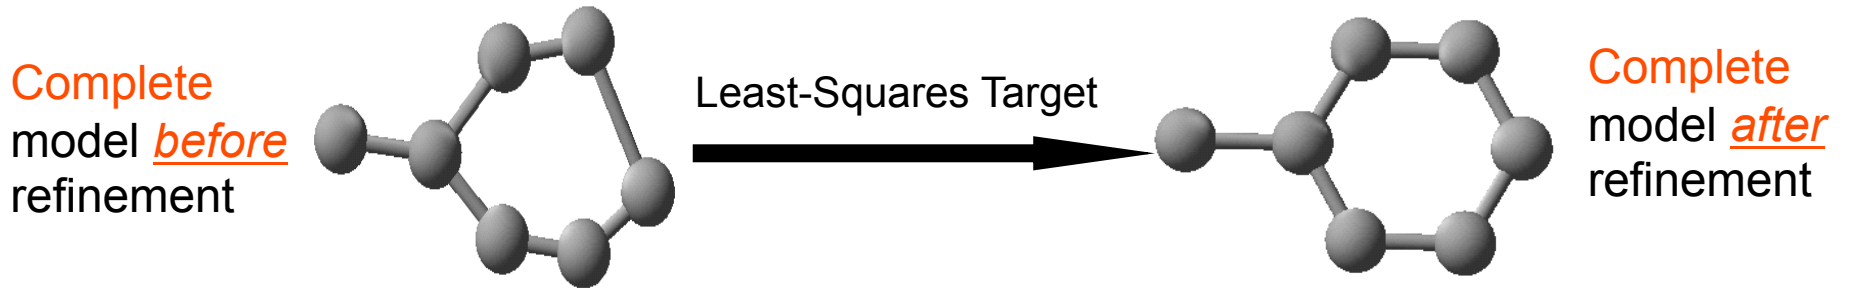 Complete
model before
refinement
Least-Squares Target
Complete
model after
refinement